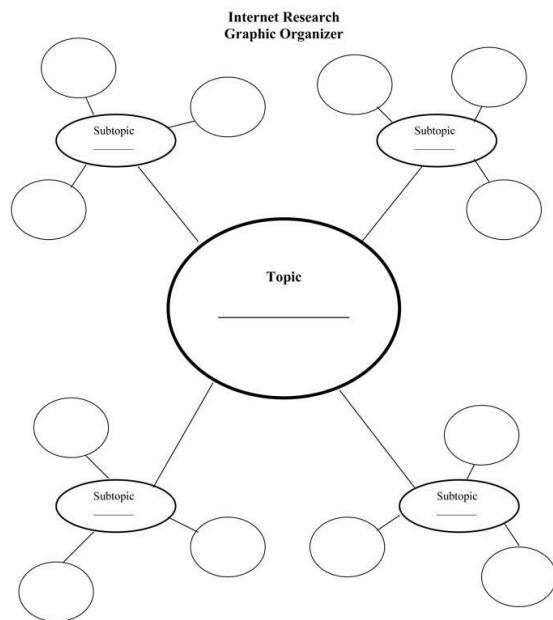 Internet Research
Graphic Organizer
Subtopic
Subtopic
Topic
Subtopic
Subtopic